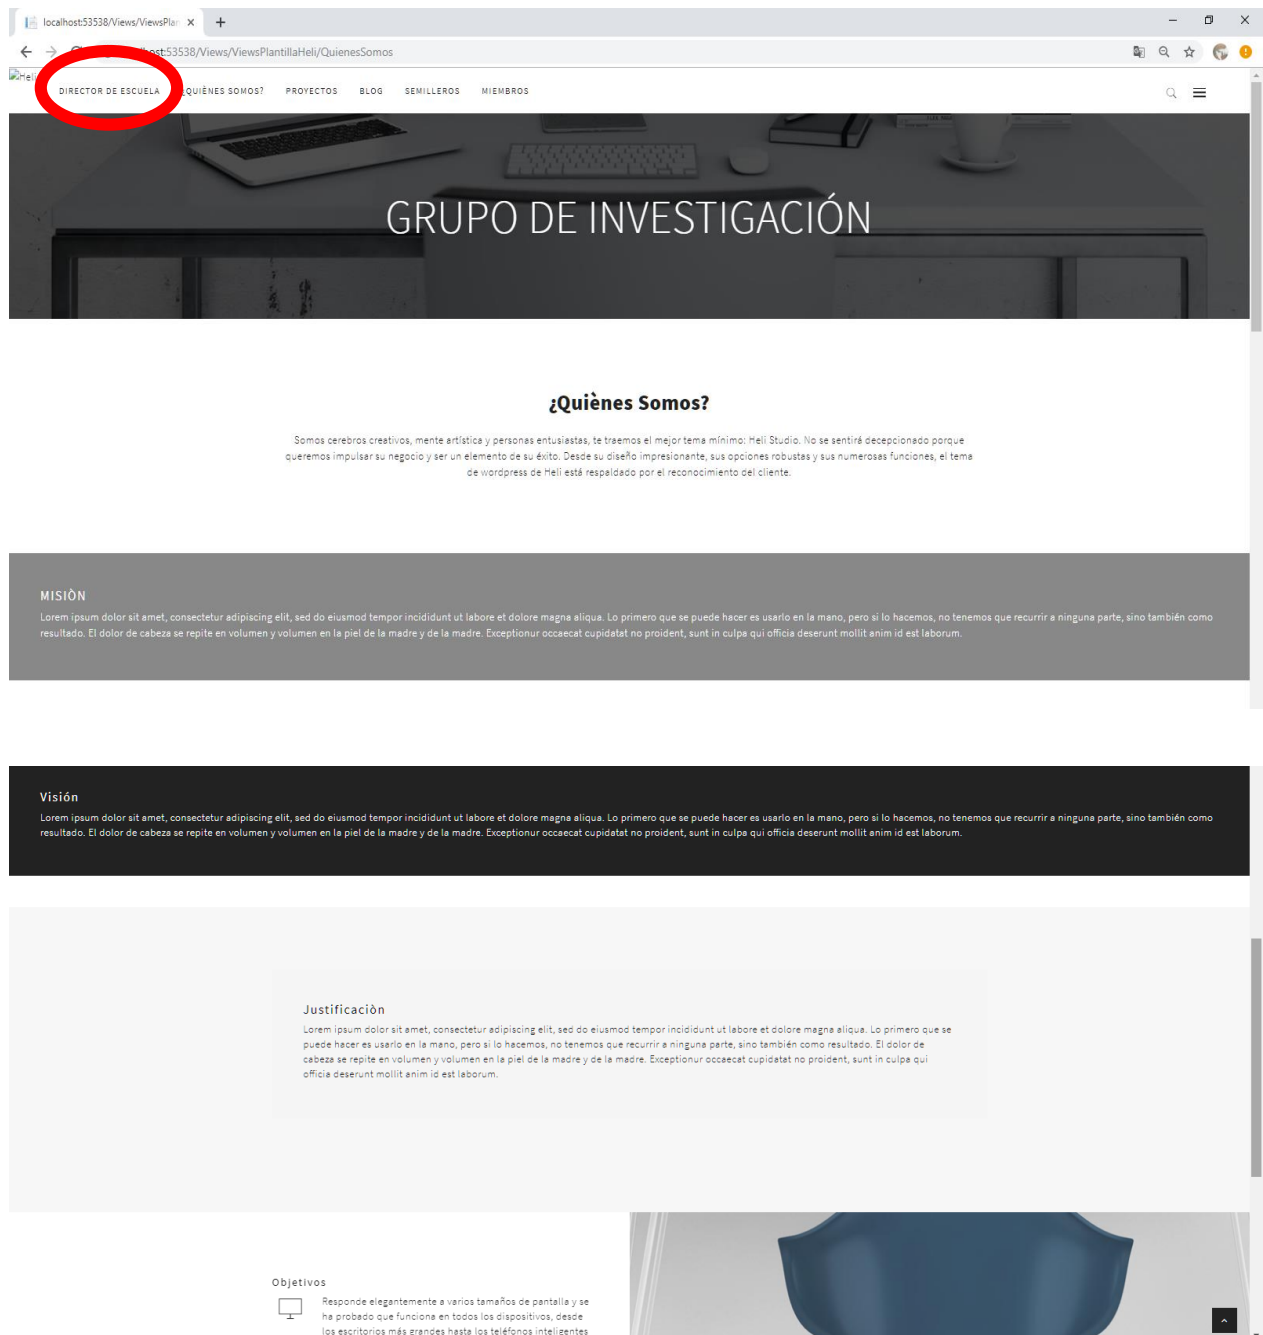 localhost:53538/Views/ViewsPla
host:53538/Views/ViewsPlantillaHeli/QuienesSomos
Heli
DIRECTOR DE ESCUELA ¿QUIÈNES SOMOS? PROYECTOS BLOG SEMILLEROS MIEMBROS
GRUPO DE INVESTIGACIÓN
¿Quiènes Somos?
Somos cerebros creativos, mente artística y personas entusiastas, te traemos el mejor tema mínimo: Heli Studio. No se sentirá decepcionado porque
queremos impulsar su negocio y ser un elemento de su éxito. Desde su diseño impresionante, sus opciones robustas y sus numerosas funciones, el tema
de wordpress de Heli está respaldado por el reconocimiento del cliente.
MISIÒN
Lorem ipsum dolor sit amet, consectetur adipiscing elit, sed do eiusmod tempor incididunt ut labore et dolore magna aliqua. Lo primero que se puede hacer es usarlo en la mano, pero si lo hacemos, no tenemos que recurrir a ninguna parte, sino también como
resultado. El dolor de cabeza se repite en volumen y volumen en la piel de la madre y de la madre. Exceptionur occaecat cupidatat no proident, sunt in culpa qui officia deserunt mollit anim id est laborum.
Visión
Lorem ipsum dolor sit amet, consectetur adipiscing elit, sed do eiusmod tempor incididunt ut labore et dolore magna aliqua. Lo primero que se puede hacer es usarlo en la mano, pero si lo hacemos, no tenemos que recurrir a ninguna parte, sino también como
resultado. El dolor de cabeza se repite en volumen y volumen en la piel de la madre y de la madre. Exceptionur occaecat cupidatat no proident, sunt in culpa qui officia deserunt mollit anim id est laborum.
Justificaciòn
Lorem ipsum dolor sit amet, consectetur adipiscing elit, sed do eiusmod tempor incididunt ut labore et dolore magna aliqua. Lo primero que se
puede hacer es usarlo en la mano, pero si lo hacemos, no tenemos que recurrir a ninguna parte, sino también como resultado. El dolor de
cabeza se repite en volumen y volumen en la piel de la madre y de la madre. Exceptionur occaecat cupidatat no proident, sunt in culpa qui
officia deserunt mollit anim id est laborum.
Objetivos
Responde elegantemente a varios tamaños de pantalla y se
ha probado que funciona en todos los dispositivos, desde
los escritorios más grandes hasta los teléfonos inteligentes